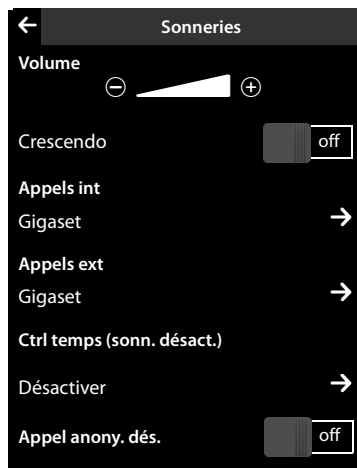 Sonneries
Volume
Crescendo off
Appels int
Gigaset
Appels ext
Gigaset
Ctrl temps (sonn. désact.)
Désactiver
Appel anony. dés. off